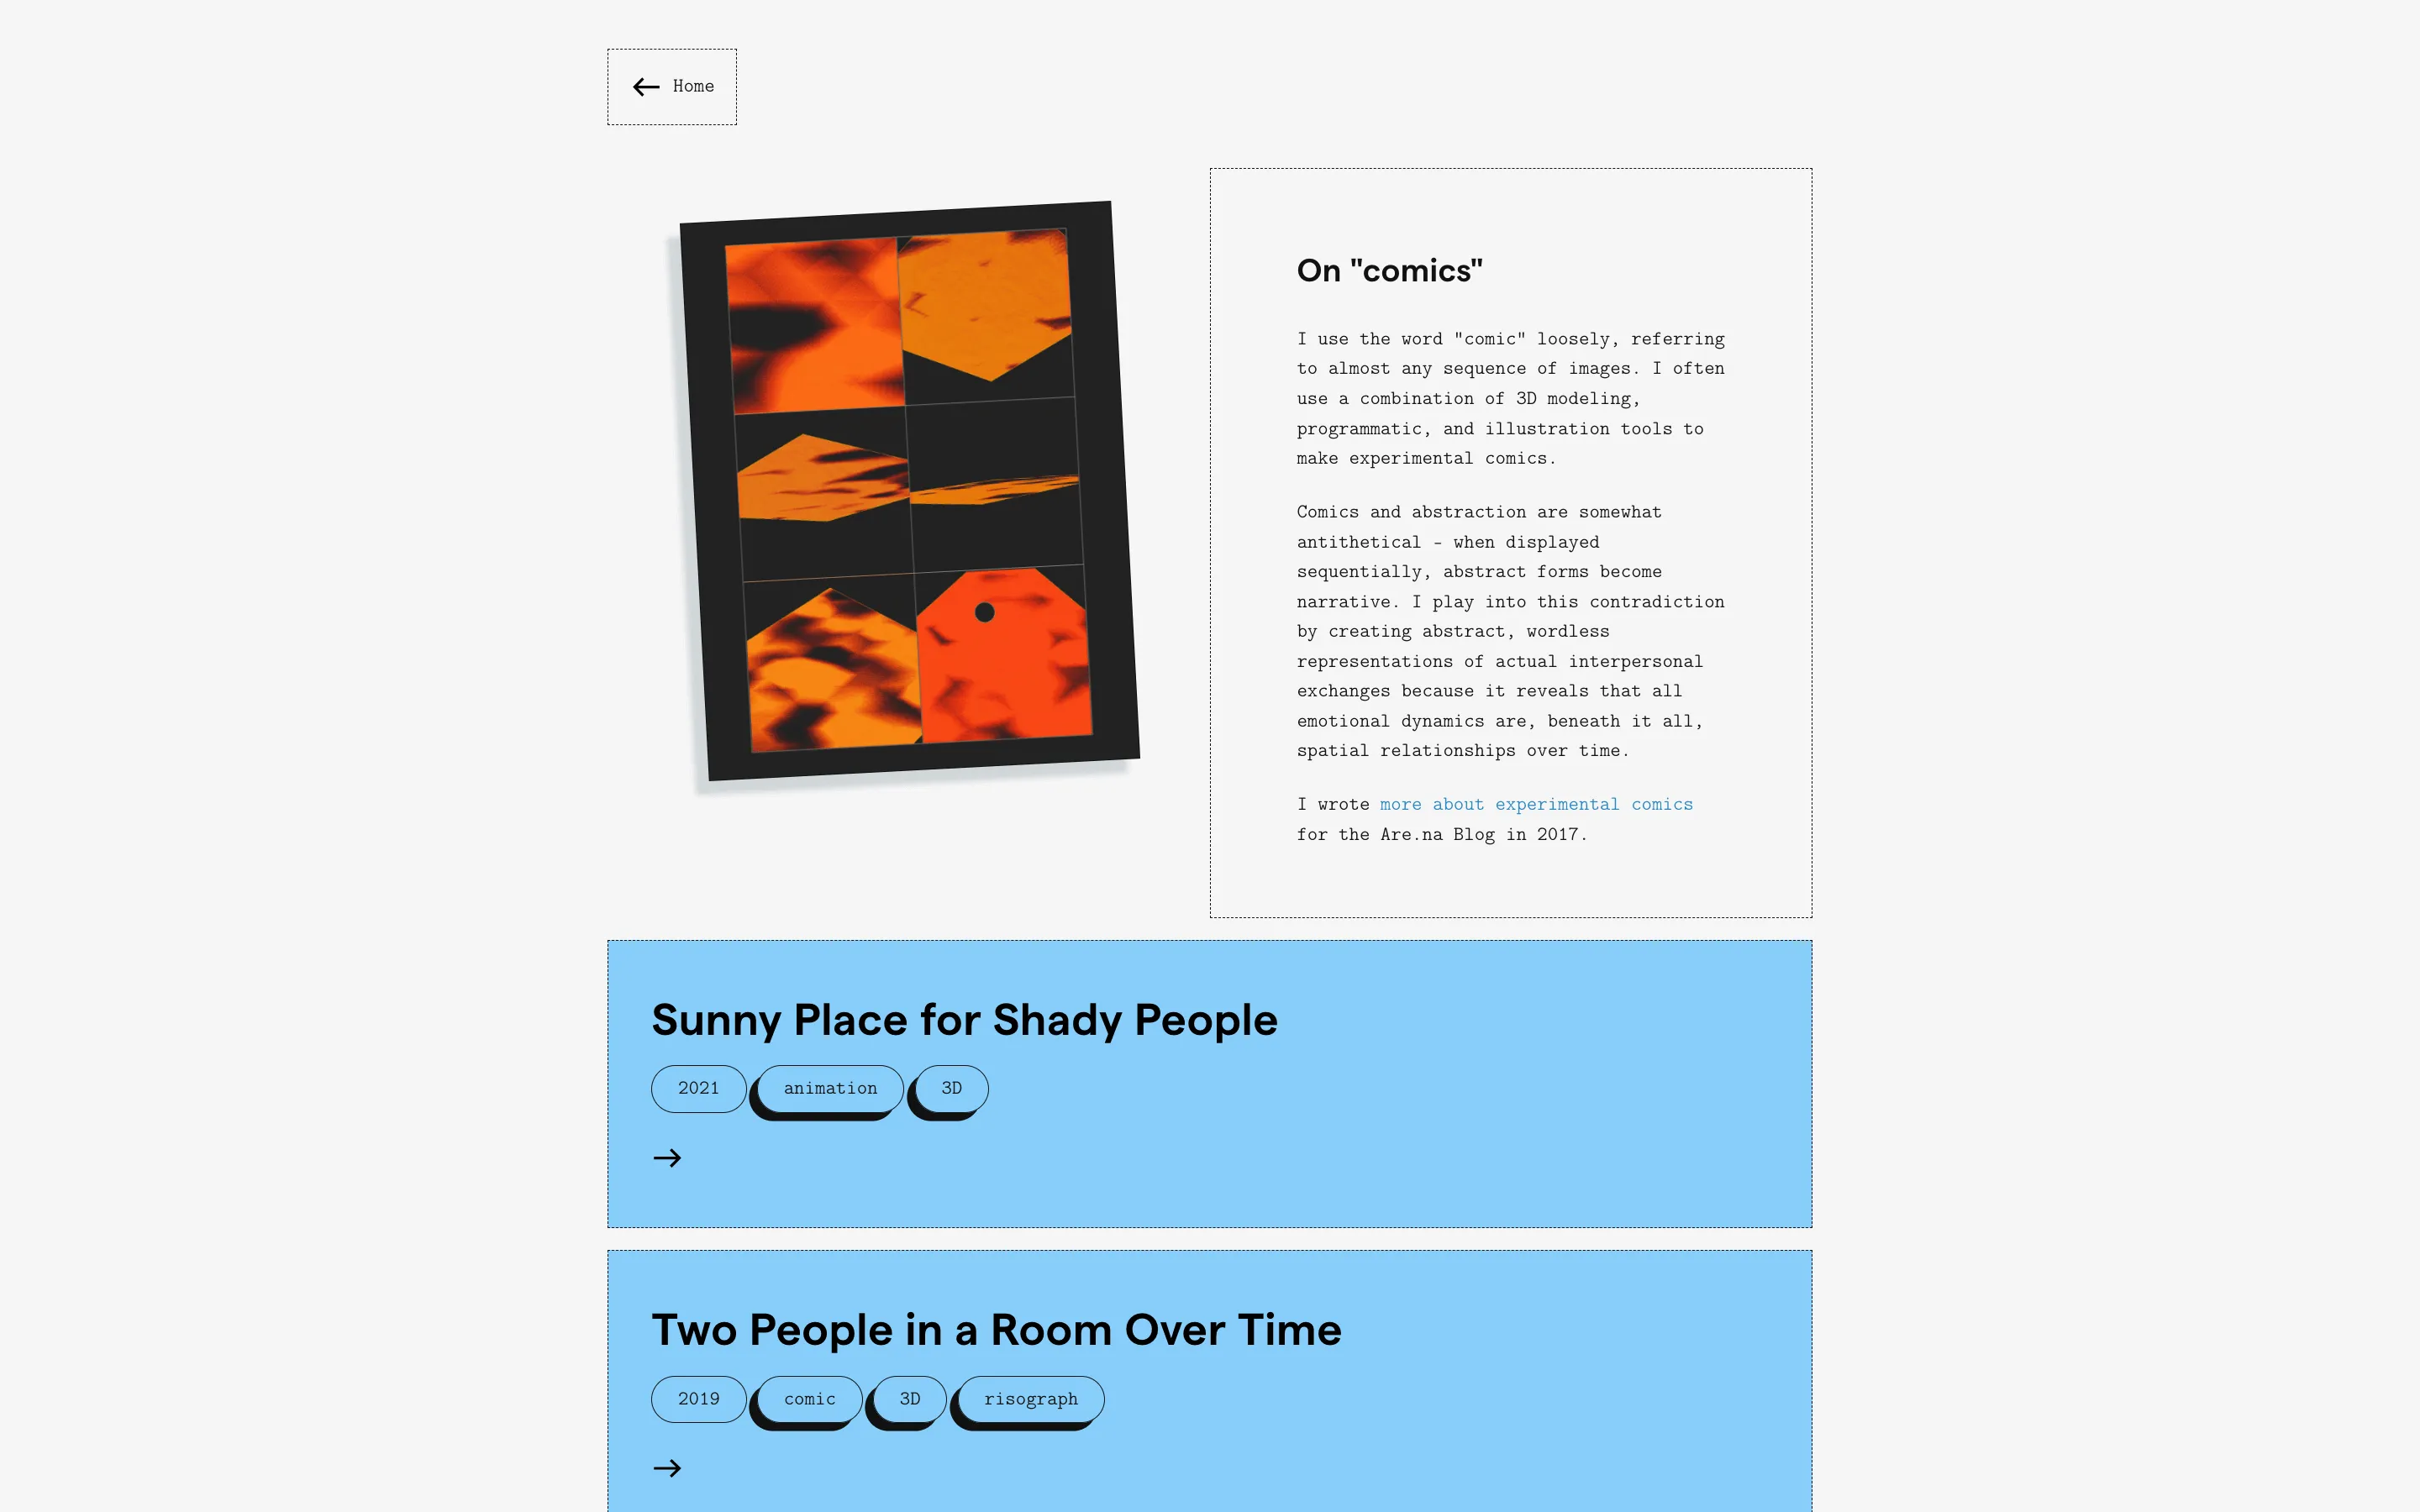 Home
On "comics"
I use the word "comic" loosely, referring
to almost any sequence of images. I often
use a combination of 3D modeling,
programmatic, and illustration tools to
make experimental comics.
Comics and abstraction are somewhat
antithetical – when displayed
sequentially, abstract forms become
narrative. I play into this contradiction
by creating abstract, wordless
representations of actual interpersonal
exchanges because it reveals that all
emotional dynamics are, beneath it all,
spatial relationships over time.
I wrote more about experimental comics
for the Are.na Blog in 2017.
Sunny Place for Shady People
2021 animation 3D
Two People in a Room Over Time
2019 comic 3D risograph